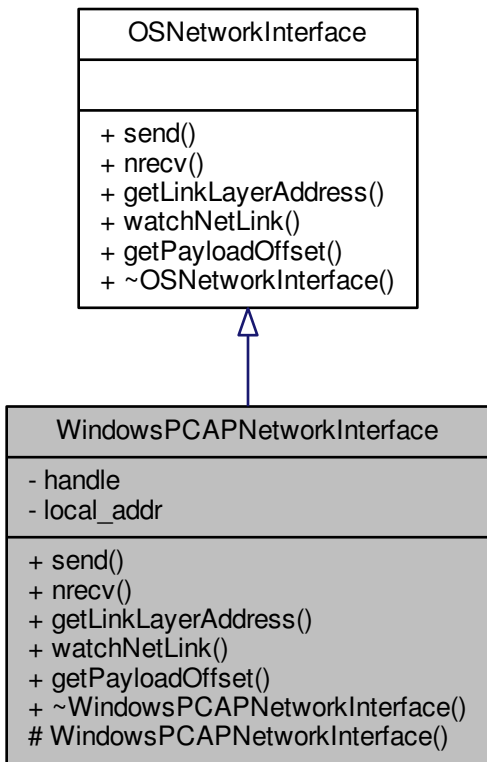 OSNetworkInterface
+ send()
+ nrecv()
+ getLinkLayerAddress()
+ watchNetLink()
+ getPayloadOffset()
+ ~OSNetworkInterface()
WindowsPCAPNetworkInterface
- handle
- local_addr
+ send()
+ nrecv()
+ getLinkLayerAddress()
+ watchNetLink()
+ getPayloadOffset()
+ ~WindowsPCAPNetworkInterface()
# WindowsPCAPNetworkInterface()